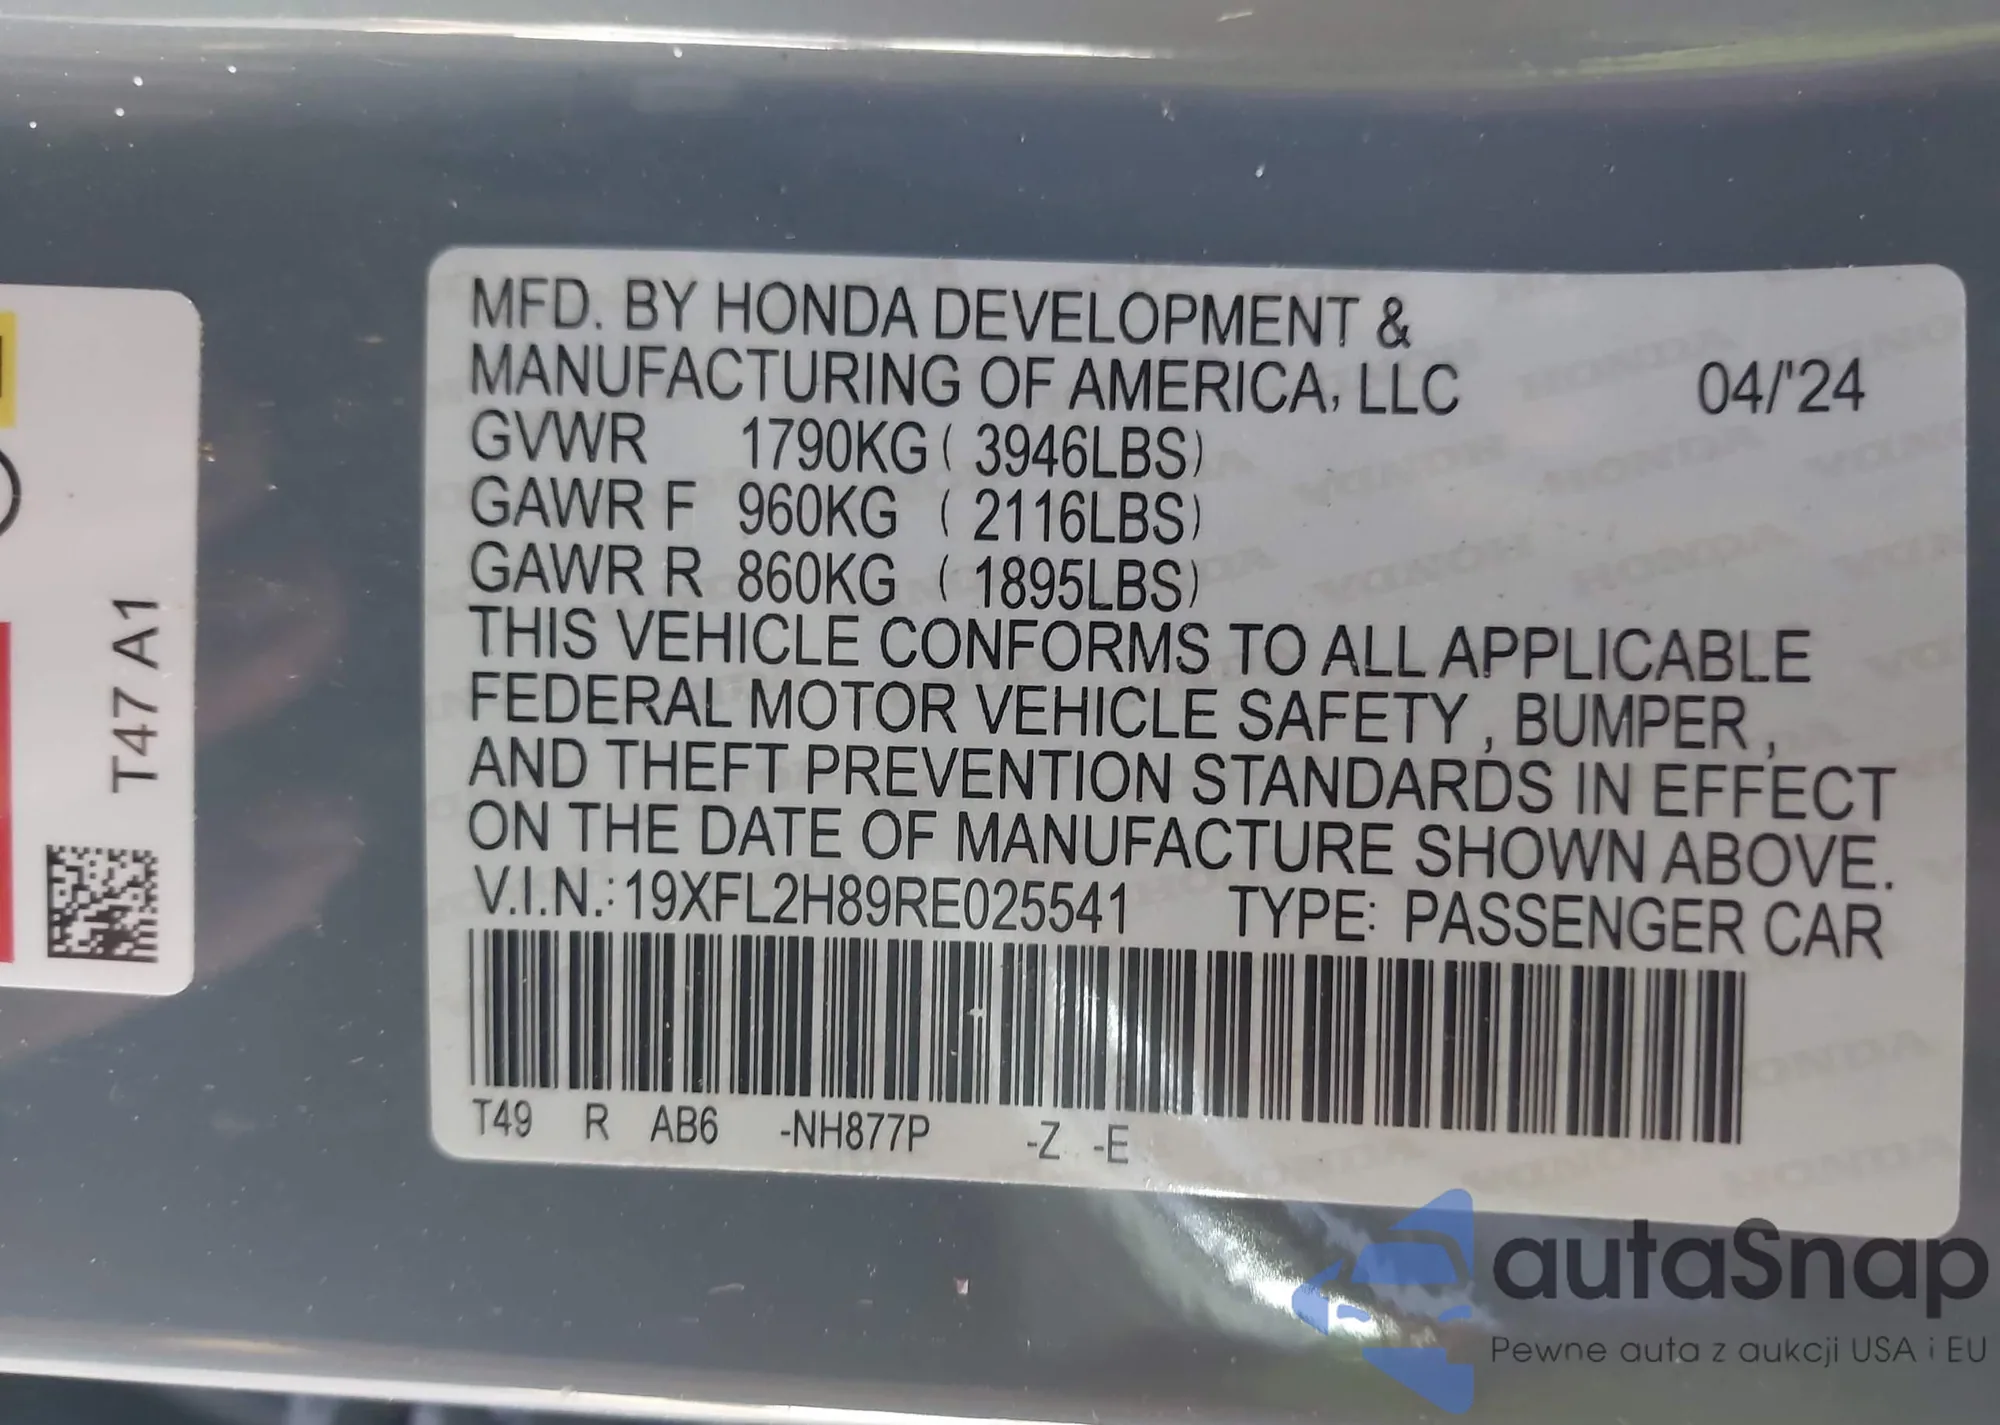 MFD. BY HONDA DEVELOPMENT &
MANUFACTURING OF AMERICA, LLC 04/'24
GVWR 1790KG ( 3946LBS)
GAWR F 960KG ( 2116LBS)
GAWR R 860KG ( 1895LBS)
THIS VEHICLE CONFORMS TO ALL APPLICABLE
FEDERAL MOTOR VEHICLE SAFETY , BUMPER ,
AND THEFT PREVENTION STANDARDS IN EFFECT
ON THE DATE OF MANUFACTURE SHOWN ABOVE.
V.I.N.: 19XFL2H89RE025541 TYPE: PASSENGER CAR
T49 R AB6 -NH877P -Z -E
T47 A1
autaSnap
Pewne auta z aukcji USA i EU